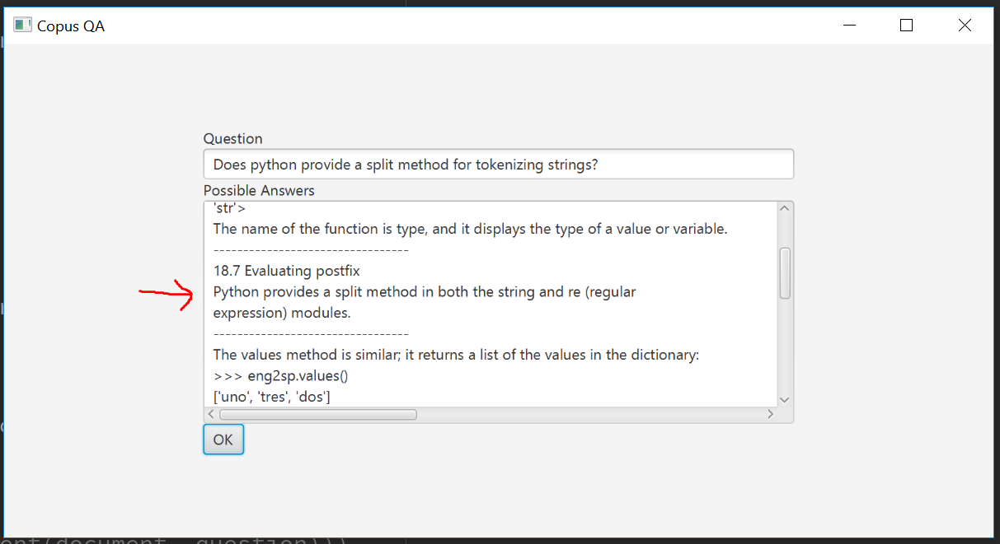 Copus QA
Question
Does python provide a split method for tokenizing strings?
Possible Answers
'str'>
The name of the function is type, and it displays the type of a value or variable.
--------------------------------
18.7 Evaluating postfix
Python provides a split method in both the string and re (regular
expression) modules.
--------------------------------
The values method is similar; it returns a list of the values in the dictionary:
>>> eng2sp.values()
['uno', 'tres', 'dos']
OK
(document, question)))